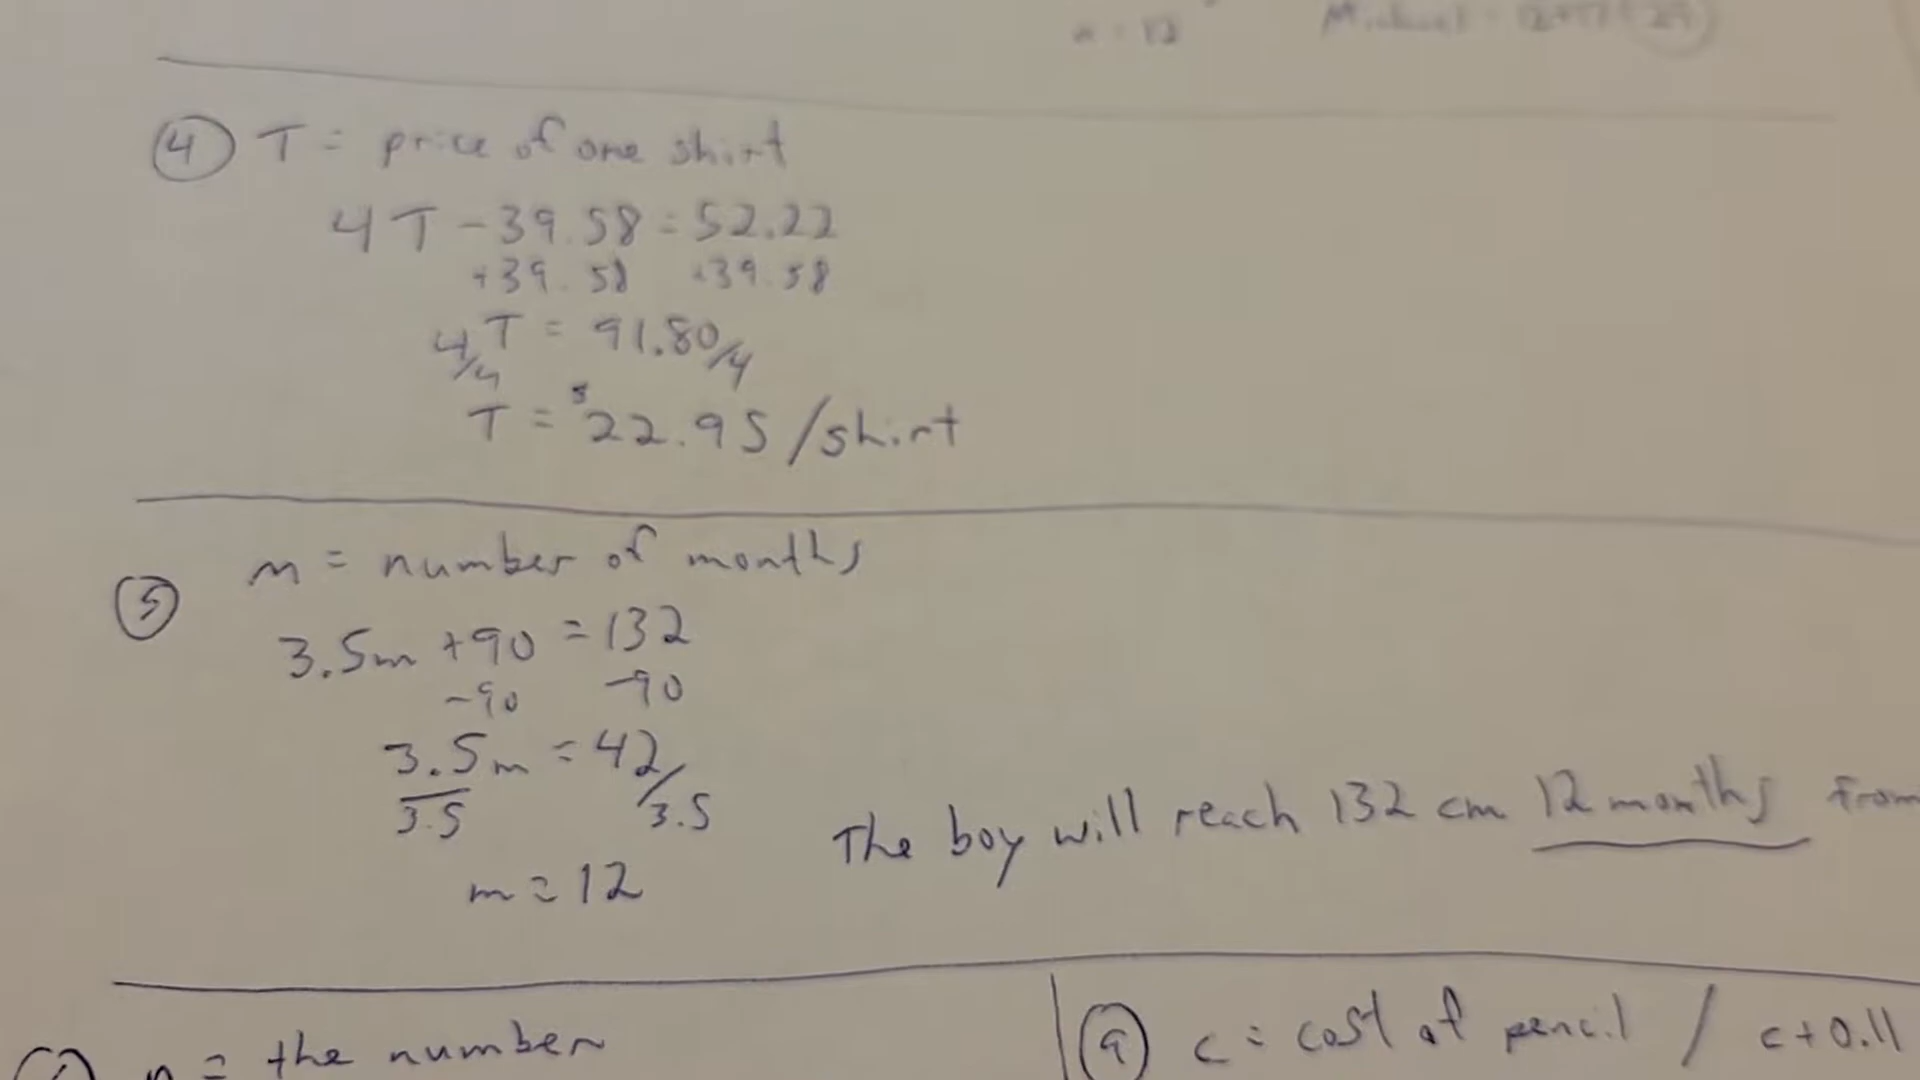 n = 12
④ T = price of one shirt
4T - 39.58 = 52.22
+39.58 +39.58
4/4 T = 91.80/4
T = $22.95/shirt
⑤ m = number of months
3.5m + 90 = 132
-90 -90
3.5m = 42
3.5 /3.5
m = 12
The boy will reach 132 cm 12 months from
n = the number
⑨ c = cost of pencil / c + 0.11